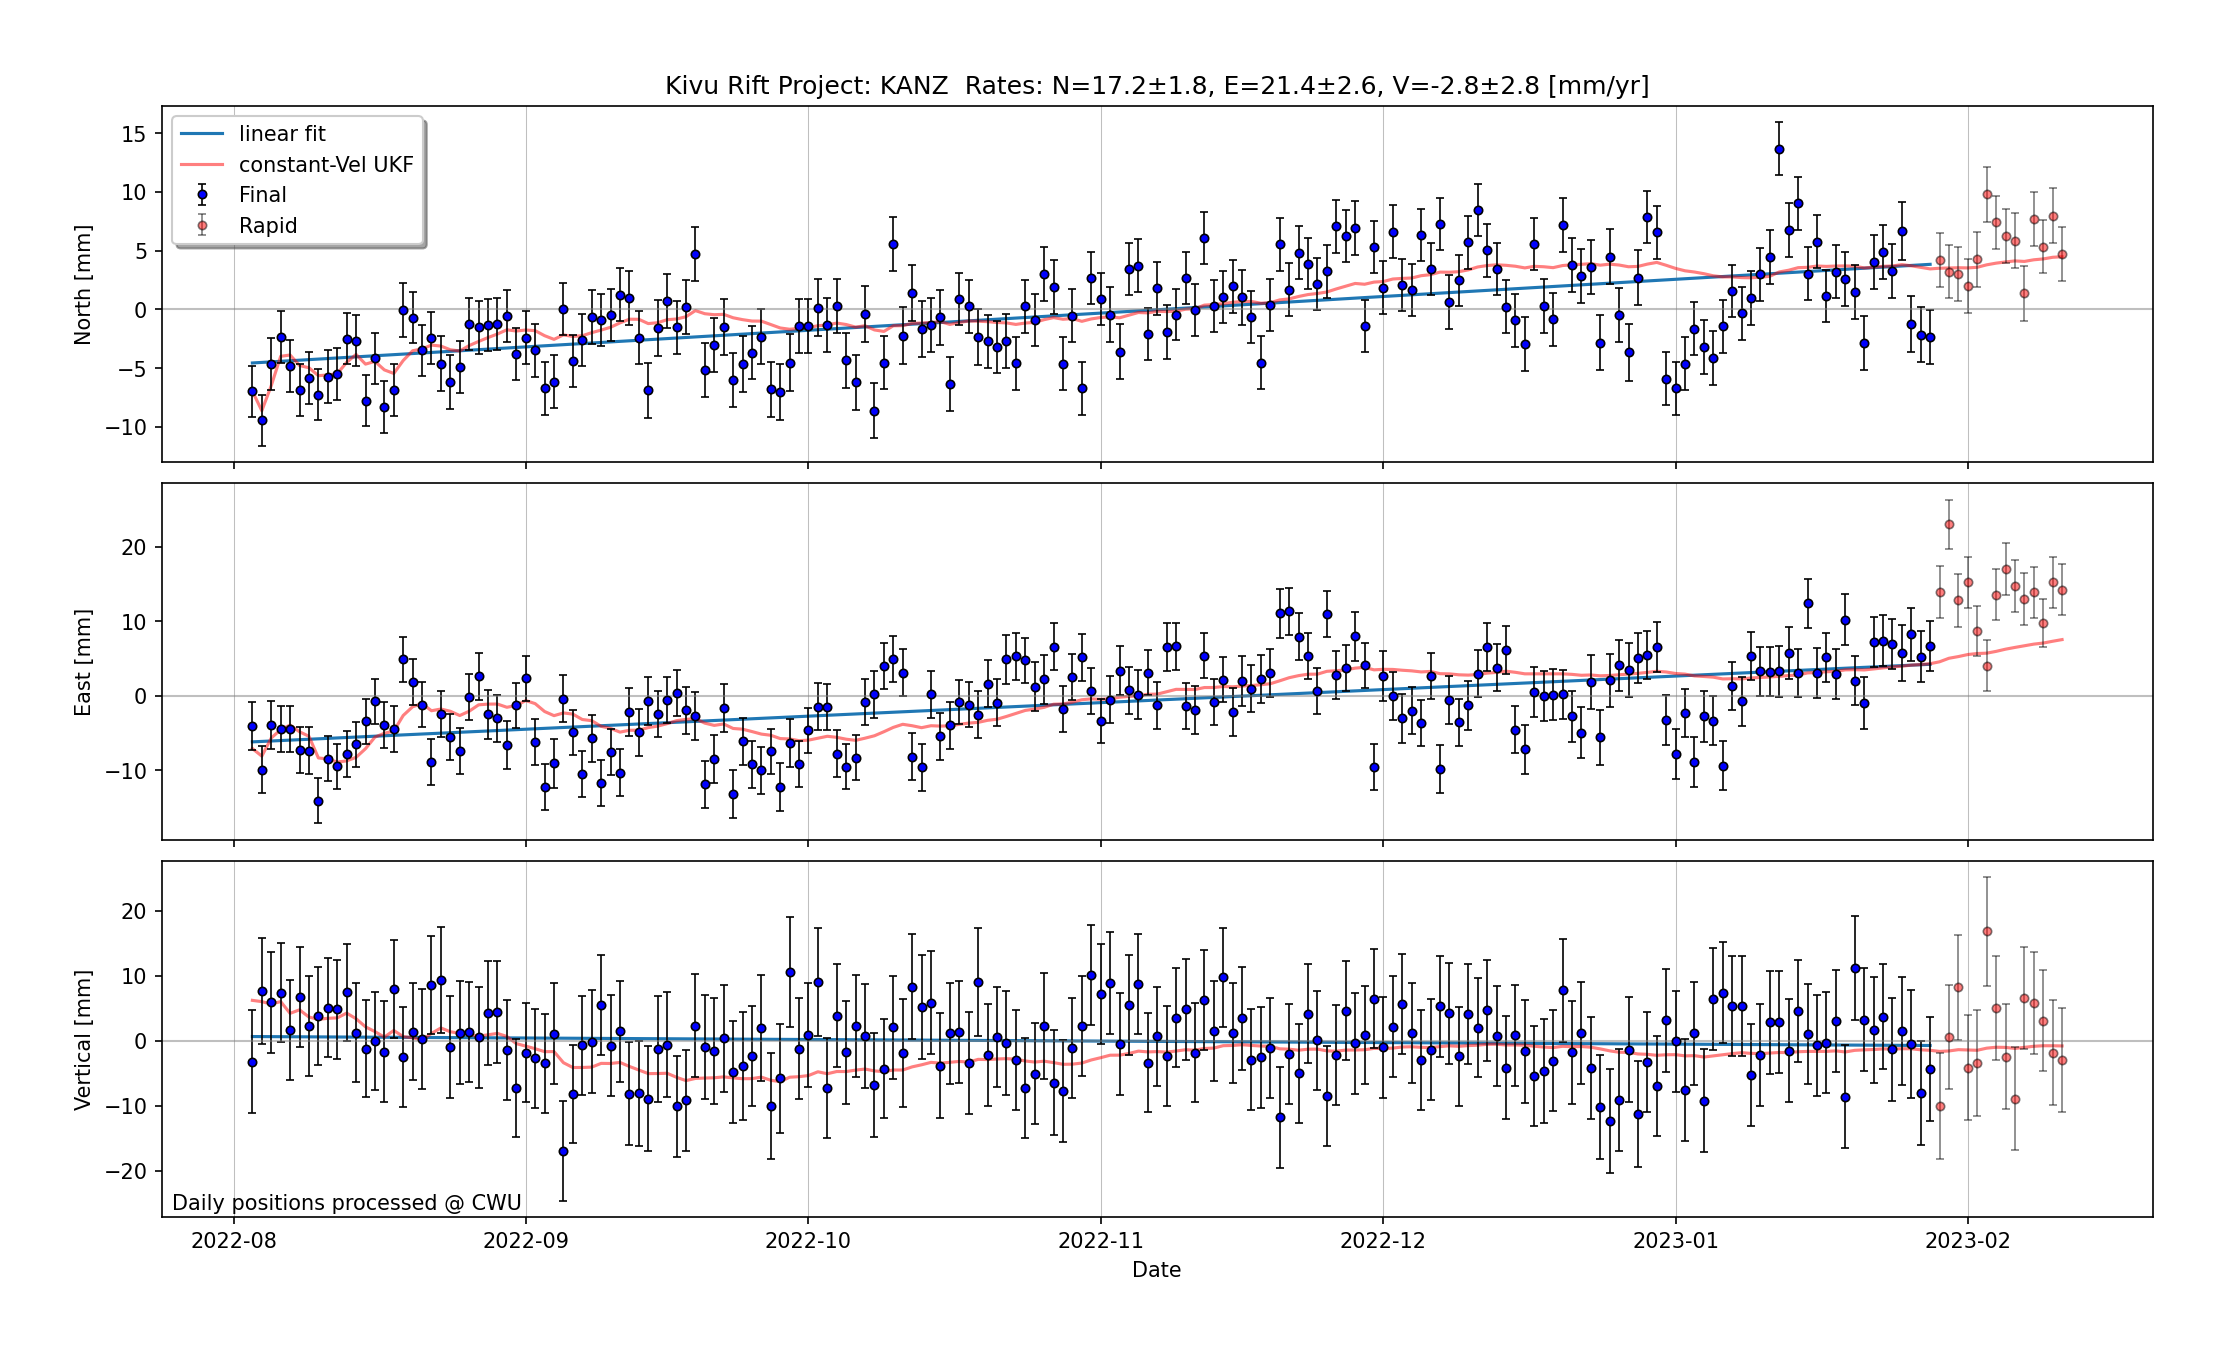 Kivu Rift Project: KANZ  Rates: N=17.2±1.8, E=21.4±2.6, V=-2.8±2.8 [mm/yr]
linear fit
constant-Vel UKF
Final
Rapid
North [mm]
15
10
5
0
−5
−10
East [mm]
20
10
0
−10
Vertical [mm]
20
10
0
−10
−20
Daily positions processed @ CWU
2022-08 2022-09 2022-10 2022-11 2022-12 2023-01 2023-02
Date